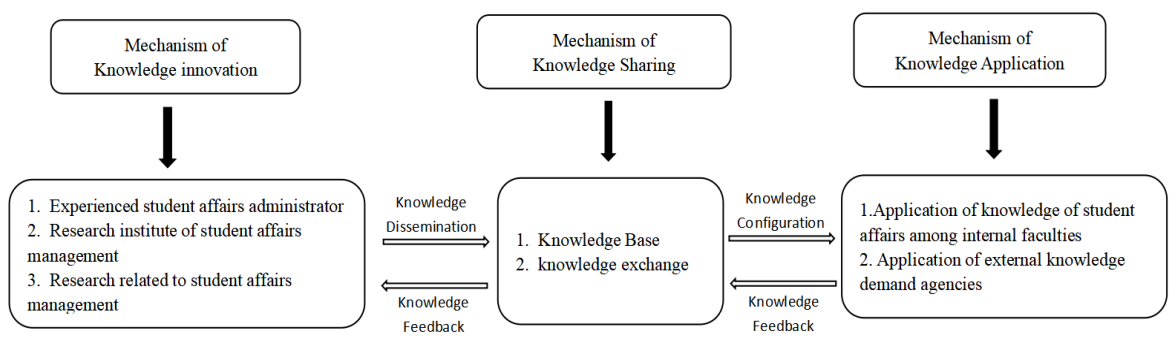 Mechanism of
Knowledge innovation
Mechanism of
Knowledge Sharing
Mechanism of
Knowledge Application
1. Experienced student affairs administrator
2. Research institute of student affairs
management
3. Research related to student affairs
management
Knowledge
Dissemination
Knowledge
Feedback
1. Knowledge Base
2. knowledge exchange
Knowledge
Configuration
Knowledge
Feedback
1.Application of knowledge of student
affairs among internal faculties
2. Application of external knowledge
demand agencies